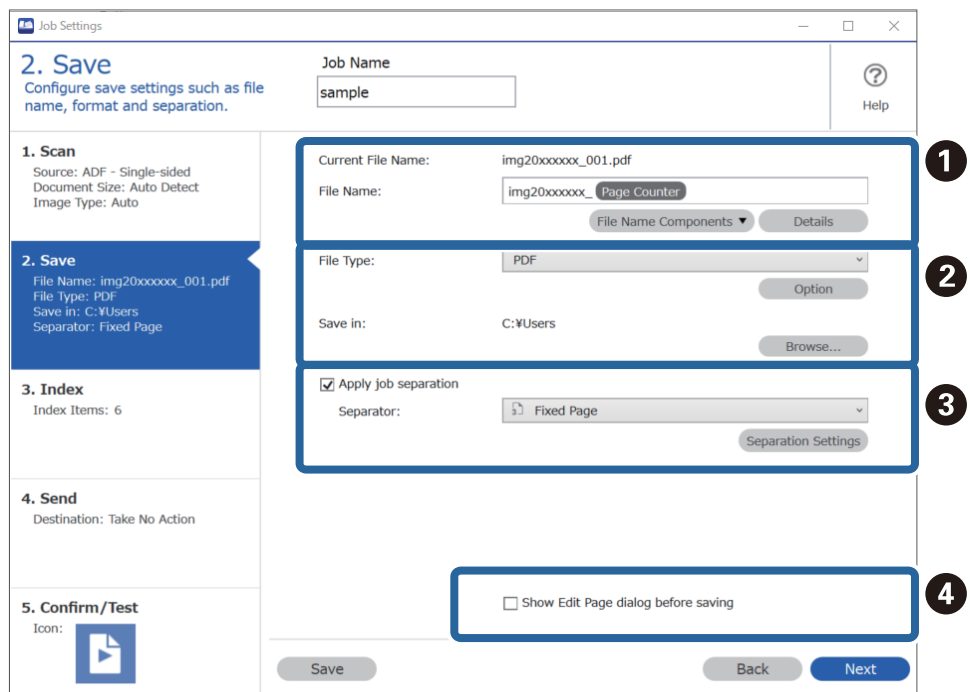 Job Settings
2. Save
Configure save settings such as file
name, format and separation.
Job Name
sample
Help
1. Scan
Source: ADF - Single-sided
Document Size: Auto Detect
Image Type: Auto
2. Save
File Name: img20xxxxxx_001.pdf
File Type: PDF
Save in: C:¥Users
Separator: Fixed Page
3. Index
Index Items: 6
4. Send
Destination: Take No Action
5. Confirm/Test
Icon:
Current File Name: img20xxxxxx_001.pdf
File Name: img20xxxxxx_ Page Counter
File Name Components ▼ Details
1
File Type: PDF
Option
Save in: C:¥Users
Browse...
2
Apply job separation
Separator: Fixed Page
Separation Settings
3
Show Edit Page dialog before saving
4
Save Back Next